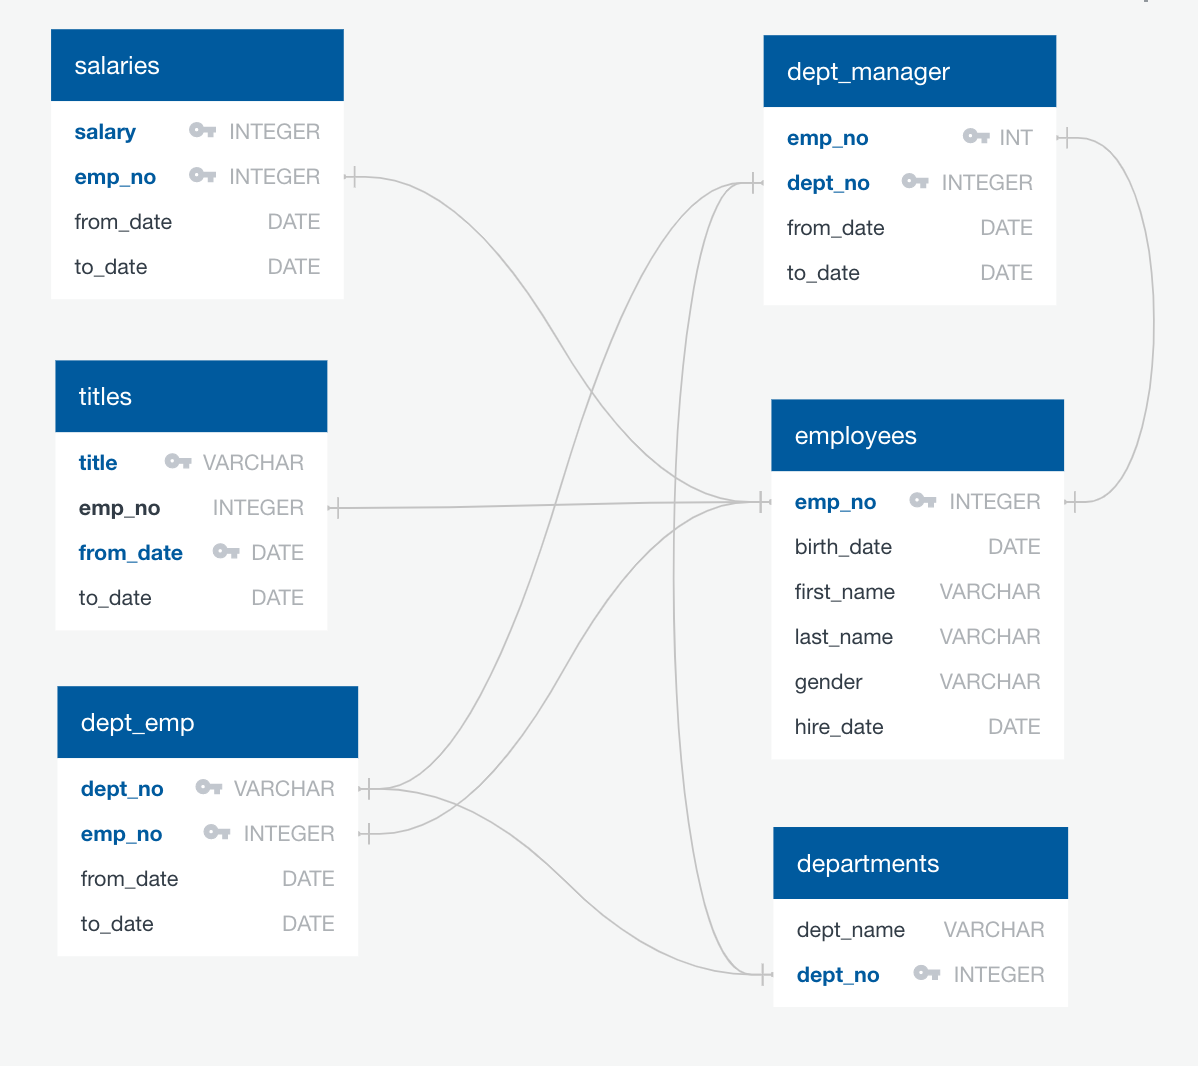 salaries
salary INTEGER
emp_no INTEGER
from_date DATE
to_date DATE
titles
title VARCHAR
emp_no INTEGER
from_date DATE
to_date DATE
dept_emp
dept_no VARCHAR
emp_no INTEGER
from_date DATE
to_date DATE
dept_manager
emp_no INT
dept_no INTEGER
from_date DATE
to_date DATE
employees
emp_no INTEGER
birth_date DATE
first_name VARCHAR
last_name VARCHAR
gender VARCHAR
hire_date DATE
departments
dept_name VARCHAR
dept_no INTEGER